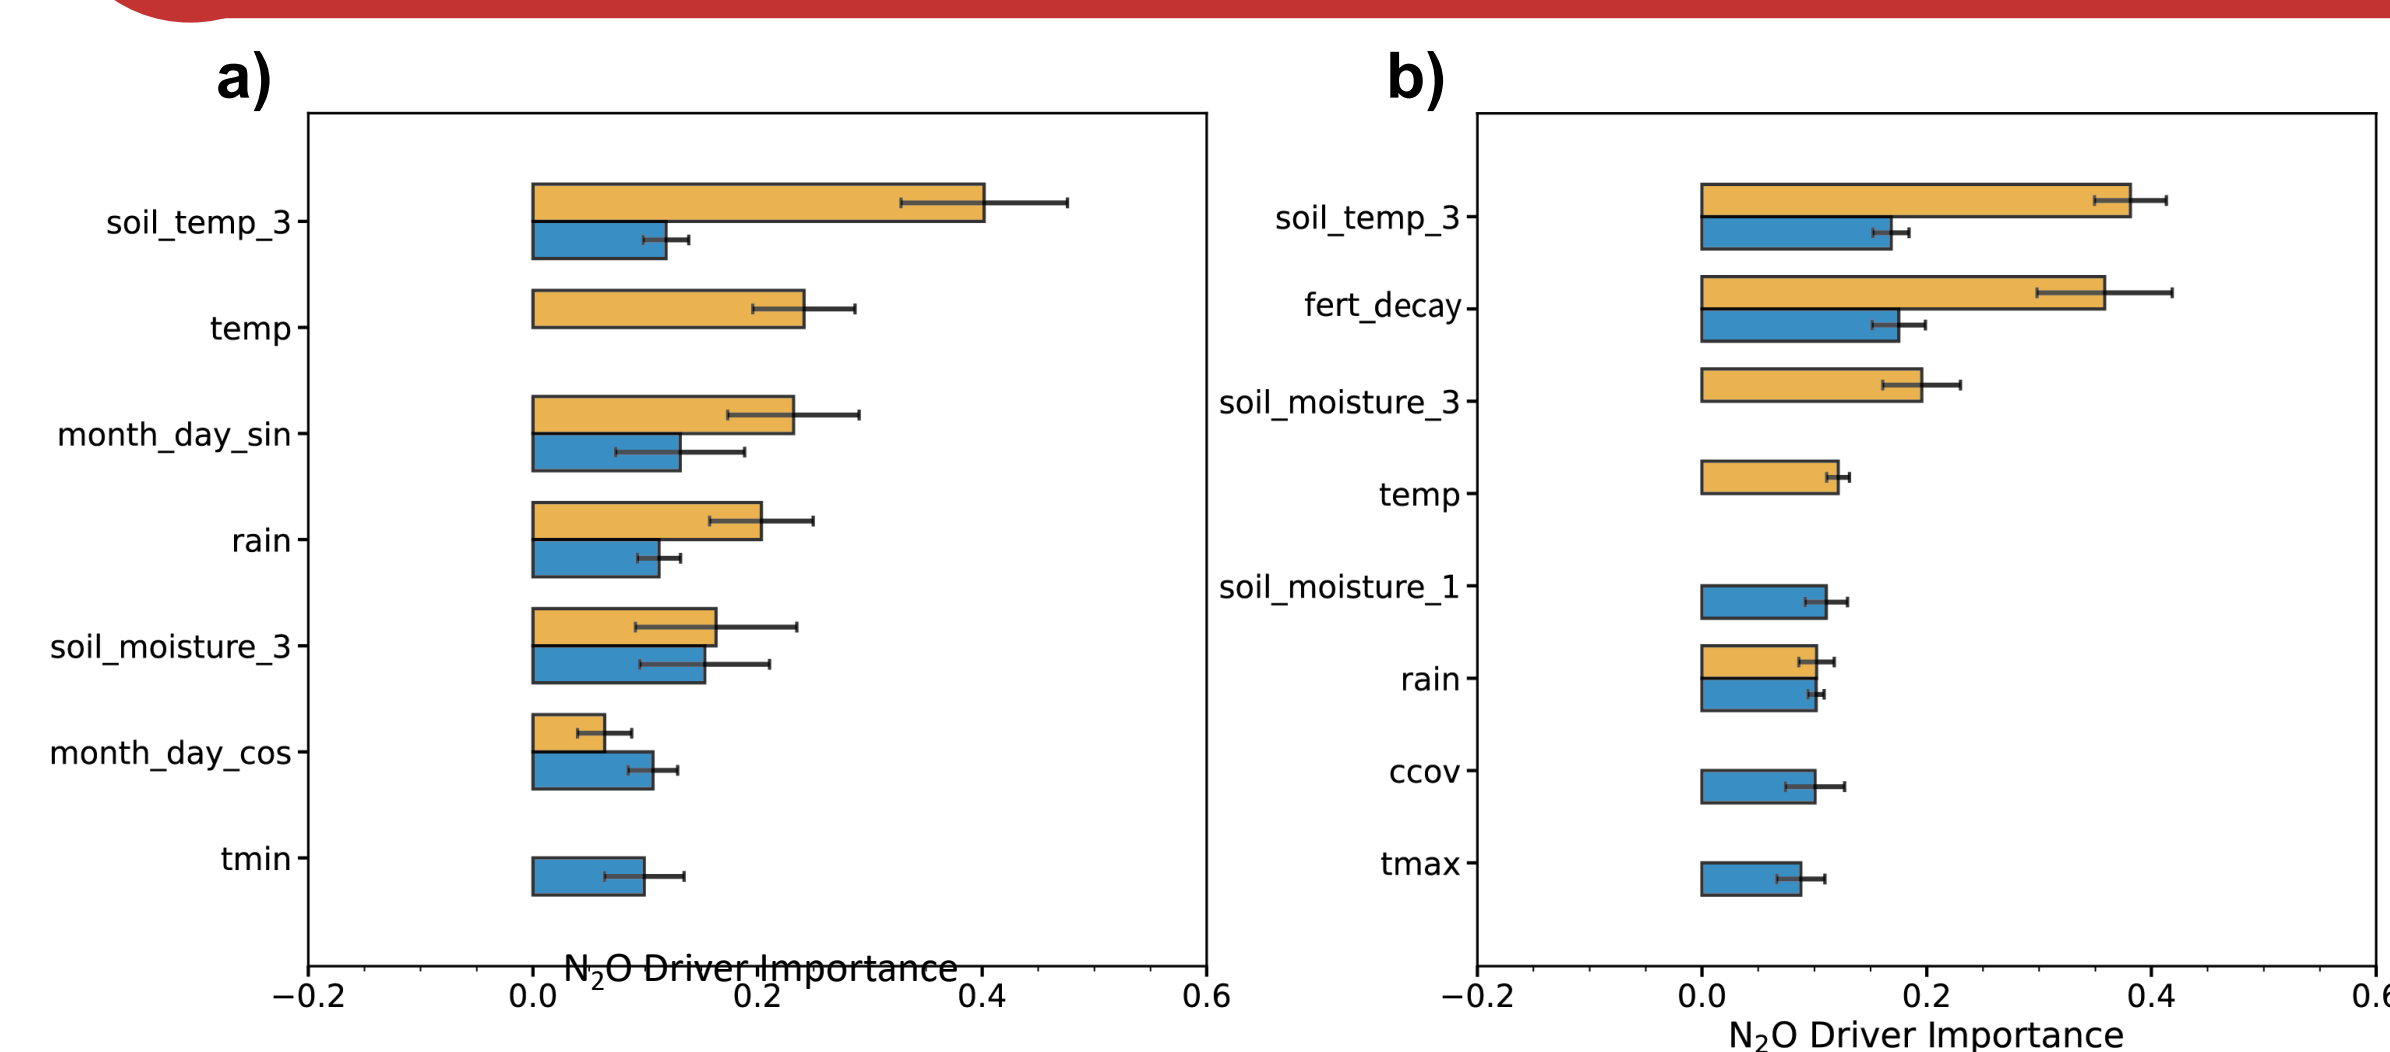 a)
soil_temp_3
temp
month_day_sin
rain
soil_moisture_3
month_day_cos
tmin
N₂O Driver Importance
−0.2 0.0 0.2 0.4 0.6
b)
soil_temp_3
fert_decay
soil_moisture_3
temp
soil_moisture_1
rain
ccov
tmax
−0.2 0.0 0.2 0.4 0.6
N₂O Driver Importance